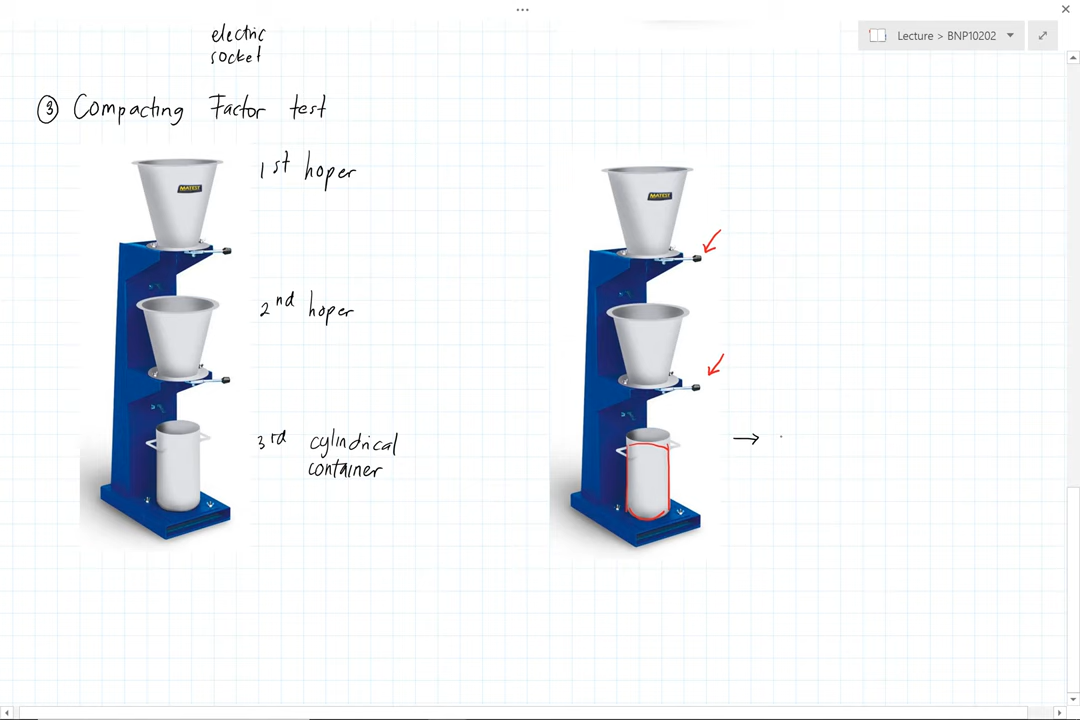 electric
socket
Lecture > BNP10202
③ Compacting Factor test
MATEST
1st hoper
MATEST
2nd hoper
3rd cylindrical
container